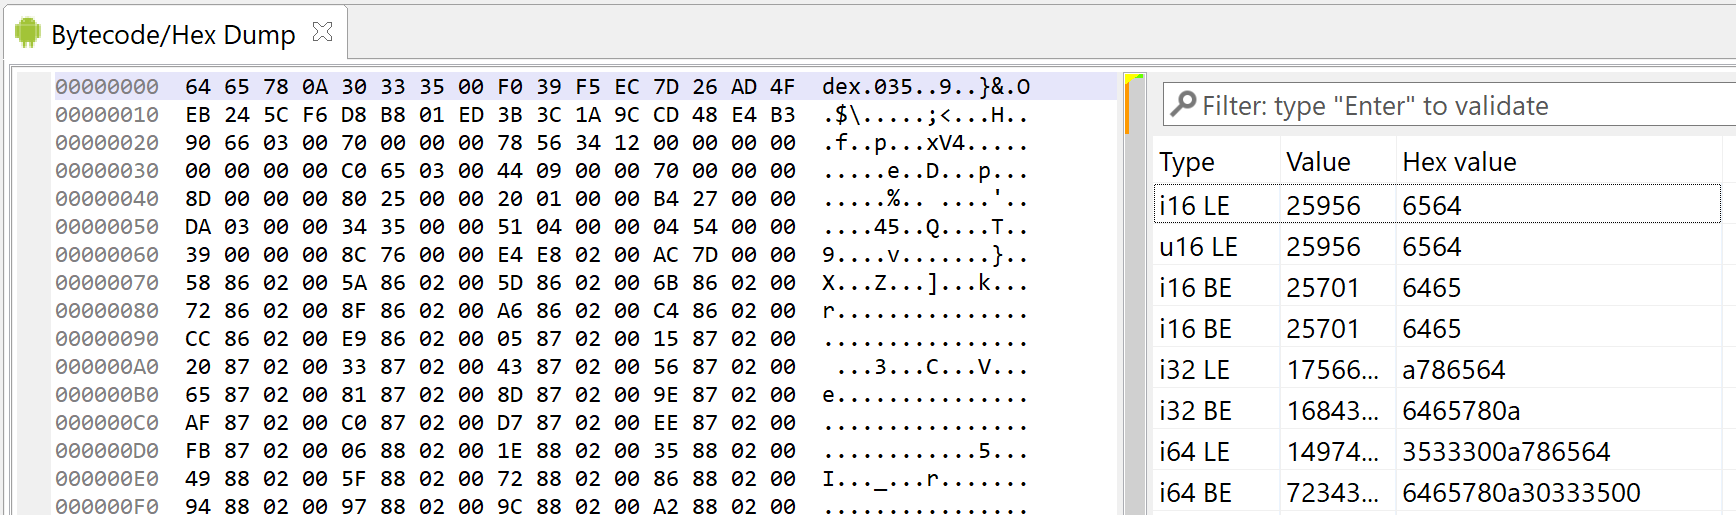 Bytecode/Hex Dump
00000000 64 65 78 0A 30 33 35 00 F0 39 F5 EC 7D 26 AD 4F dex.035..9..}&.O
00000010 EB 24 5C F6 D8 B8 01 ED 3B 3C 1A 9C CD 48 E4 B3 .$\.....;<...H..
00000020 90 66 03 00 70 00 00 00 78 56 34 12 00 00 00 00 .f..p...xV4.....
00000030 00 00 00 00 C0 65 03 00 44 09 00 00 70 00 00 00 .....e..D...p...
00000040 8D 00 00 00 80 25 00 00 20 01 00 00 B4 27 00 00 .....%.. ....'..
00000050 DA 03 00 00 34 35 00 00 51 04 00 00 04 54 00 00 ....45..Q....T..
00000060 39 00 00 00 8C 76 00 00 E4 E8 02 00 AC 7D 00 00 9....v.......}..
00000070 58 86 02 00 5A 86 02 00 5D 86 02 00 6B 86 02 00 X...Z...]...k...
00000080 72 86 02 00 8F 86 02 00 A6 86 02 00 C4 86 02 00 r...............
00000090 CC 86 02 00 E9 86 02 00 05 87 02 00 15 87 02 00 ................
000000A0 20 87 02 00 33 87 02 00 43 87 02 00 56 87 02 00  ...3...C...V...
000000B0 65 87 02 00 81 87 02 00 8D 87 02 00 9E 87 02 00 e...............
000000C0 AF 87 02 00 C0 87 02 00 D7 87 02 00 EE 87 02 00 ................
000000D0 FB 87 02 00 06 88 02 00 1E 88 02 00 35 88 02 00 ............5...
000000E0 49 88 02 00 5F 88 02 00 72 88 02 00 86 88 02 00 I..._...r.......
000000F0 94 88 02 00 97 88 02 00 9C 88 02 00 A2 88 02 00 ................
Filter: type "Enter" to validate
Type Value Hex value
i16 LE 25956 6564
u16 LE 25956 6564
i16 BE 25701 6465
i16 BE 25701 6465
i32 LE 17566... a786564
i32 BE 16843... 6465780a
i64 LE 14974... 3533300a786564
i64 BE 72343... 6465780a30333500